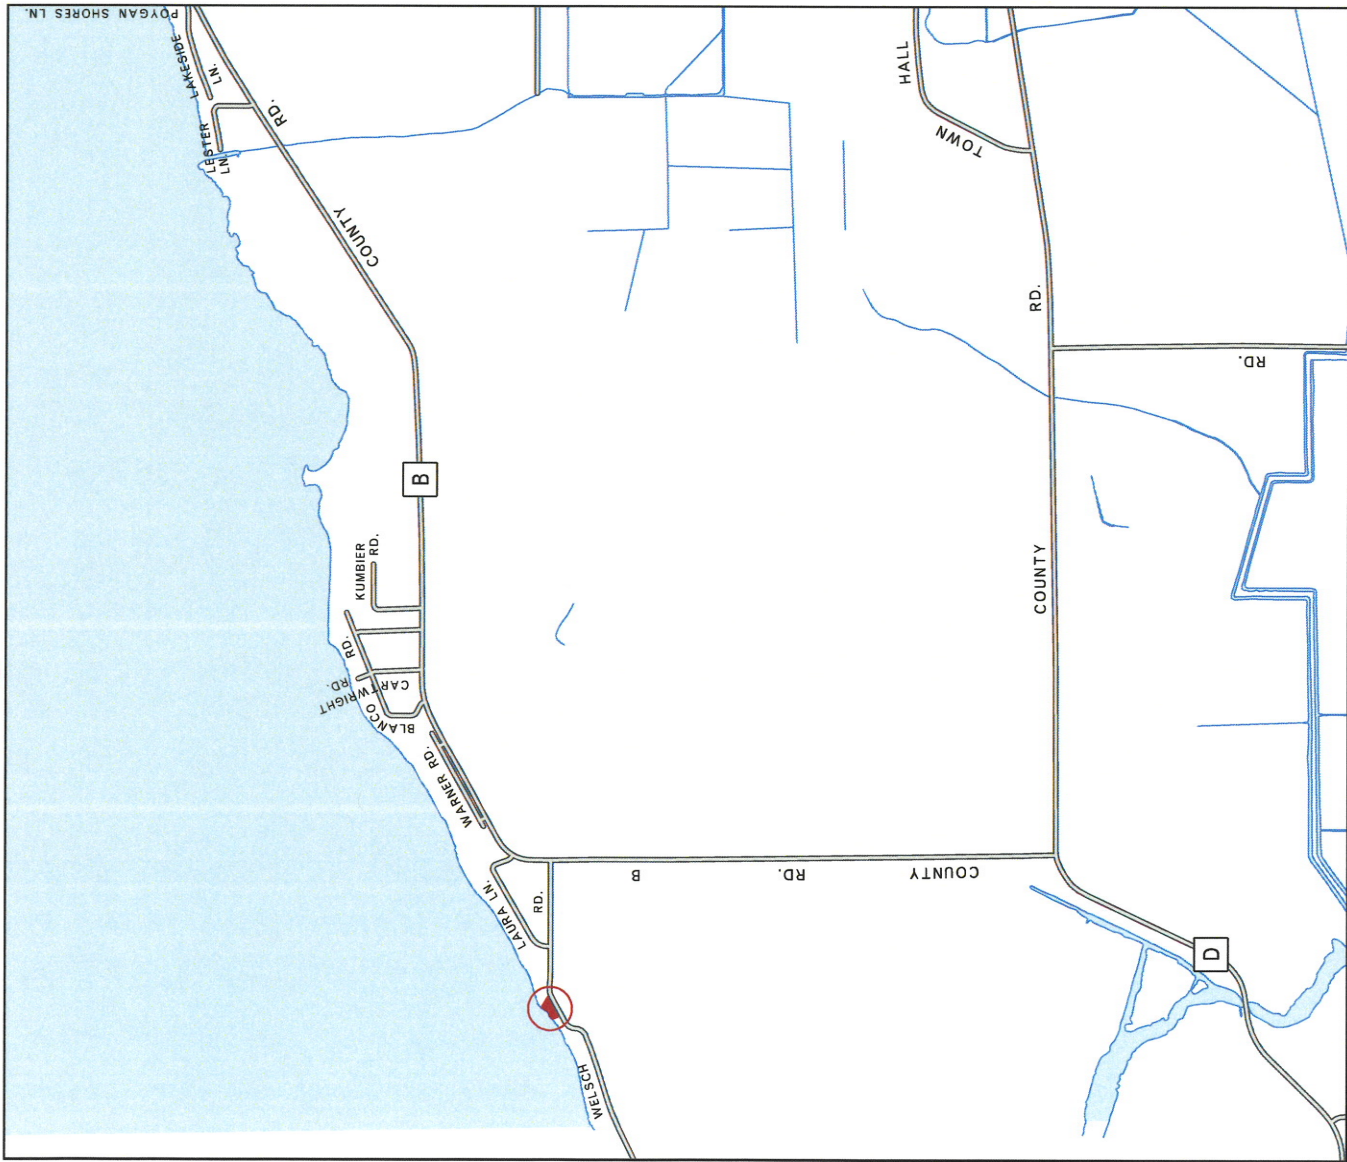 POYGAN SHORES LN.
LAKESIDE
LN.
LESTER
LN.
RD.
COUNTY
HALL
TOWN
RD.
RD.
B
KUMBIER
RD.
COUNTY
RD.
CARTWRIGHT
RD.
BLANCO
WARNER RD.
B
RD.
COUNTY
LAURA LN.
RD.
D
WELSCH